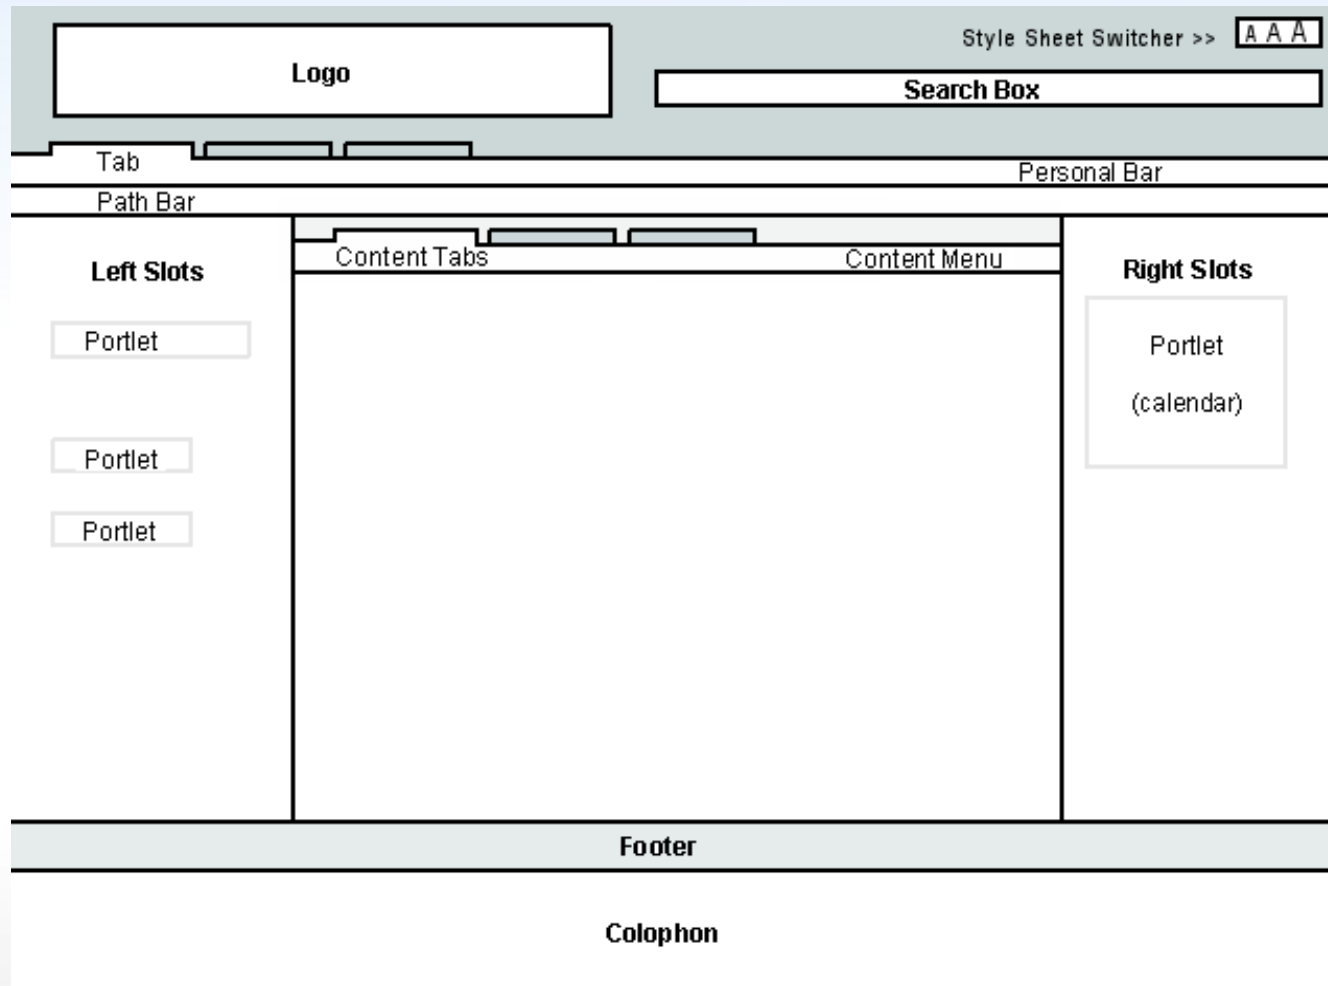 Style Sheet Switcher >> A A A
Logo
Search Box
Tab
Personal Bar
Path Bar
Content Tabs
Content Menu
Left Slots
Portlet
Portlet
Portlet
Right Slots
Portlet
(calendar)
Footer
Colophon